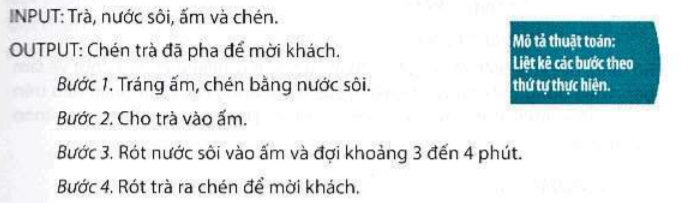 INPUT: Trà, nước sôi, ấm và chén.
OUTPUT: Chén trà đã pha để mời khách.
Bước 1. Tráng ấm, chén bằng nước sôi.
Bước 2. Cho trà vào ấm.
Bước 3. Rót nước sôi vào ấm và đợi khoảng 3 đến 4 phút.
Bước 4. Rót trà ra chén để mời khách.
Mô tả thuật toán:
Liệt kê các bước theo
thứ tự thực hiện.